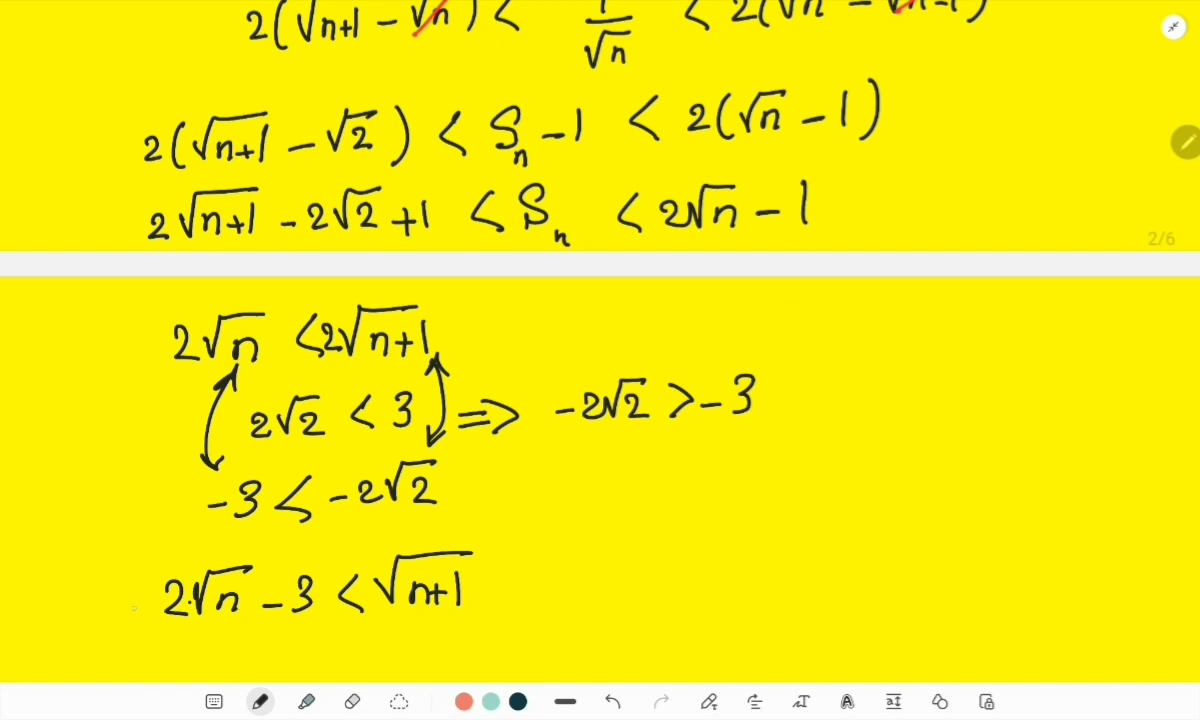 2(√n+1 - √n) < 1/√n < 2(√n - √n-1)
2(√n+1 - √2) < Sn - 1 < 2(√n - 1)
2√n+1 - 2√2 + 1 < Sn < 2√n - 1
2/6
2√n < 2√n+1
2√2 < 3 => -2√2 > -3
-3 < -2√2
2√n - 3 < √n+1